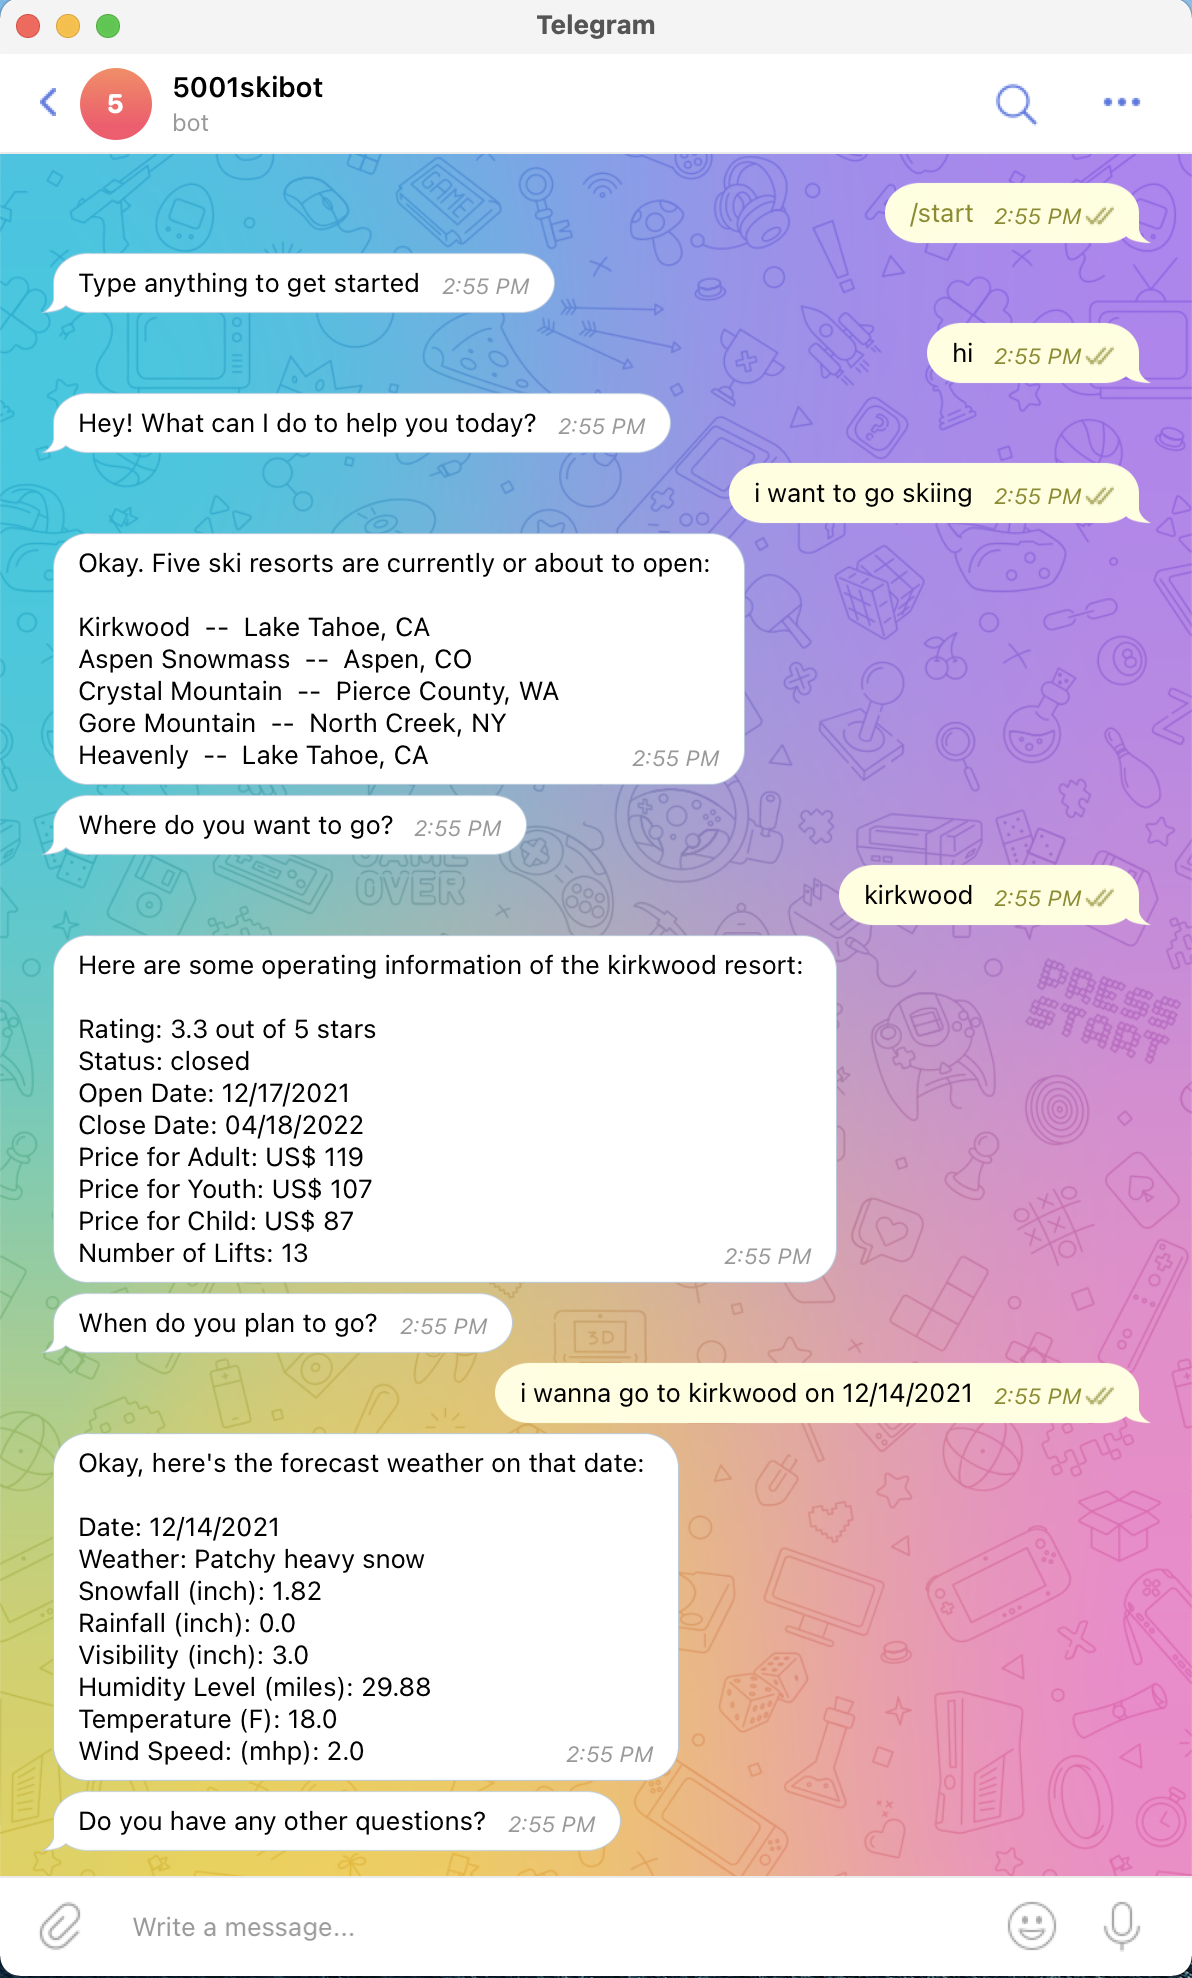 Telegram
5
5001skibot
bot
/start 2:55 PM
Type anything to get started 2:55 PM
hi 2:55 PM
Hey! What can I do to help you today? 2:55 PM
i want to go skiing 2:55 PM
Okay. Five ski resorts are currently or about to open:
Kirkwood -- Lake Tahoe, CA
Aspen Snowmass -- Aspen, CO
Crystal Mountain -- Pierce County, WA
Gore Mountain -- North Creek, NY
Heavenly -- Lake Tahoe, CA
2:55 PM
Where do you want to go? 2:55 PM
GAME
OVER
kirkwood 2:55 PM
Here are some operating information of the kirkwood resort:
PRESS
START
Rating: 3.3 out of 5 stars
Status: closed
Open Date: 12/17/2021
Close Date: 04/18/2022
Price for Adult: US$ 119
Price for Youth: US$ 107
Price for Child: US$ 87
Number of Lifts: 13
2:55 PM
When do you plan to go? 2:55 PM
3D
i wanna go to kirkwood on 12/14/2021 2:55 PM
Okay, here's the forecast weather on that date:
Date: 12/14/2021
Weather: Patchy heavy snow
Snowfall (inch): 1.82
Rainfall (inch): 0.0
Visibility (inch): 3.0
Humidity Level (miles): 29.88
Temperature (F): 18.0
Wind Speed: (mhp): 2.0
2:55 PM
Do you have any other questions? 2:55 PM
Write a message...